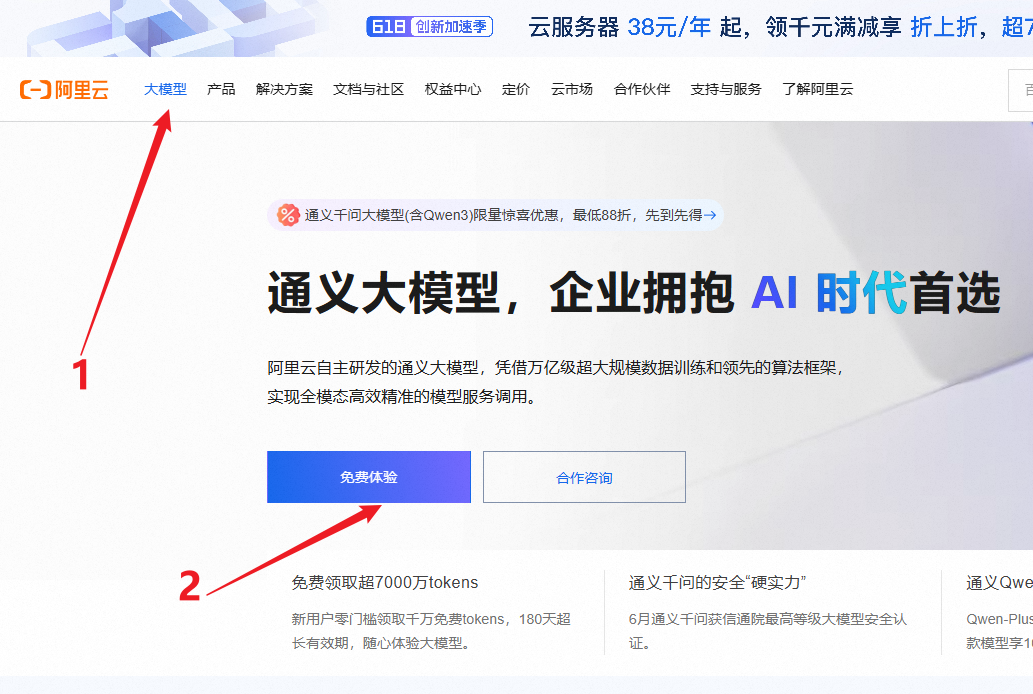 618 创新加速季 云服务器 38元/年 起，领千元满减享 折上折，超7
阿里云 大模型 产品 解决方案 文档与社区 权益中心 定价 云市场 合作伙伴 支持与服务 了解阿里云
通义千问大模型(含Qwen3)限量惊喜优惠，最低88折，先到先得→
通义大模型，企业拥抱 AI 时代首选
1
阿里云自主研发的通义大模型，凭借万亿级超大规模数据训练和领先的算法框架，
实现全模态高效精准的模型服务调用。
免费体验 合作咨询
2
免费领取超7000万tokens
新用户零门槛领取千万免费tokens，180天超
长有效期，随心体验大模型。
通义千问的安全“硬实力”
6月通义千问获信通院最高等级大模型安全认
证。
通义Qwe
Qwen-Plus
款模型享1